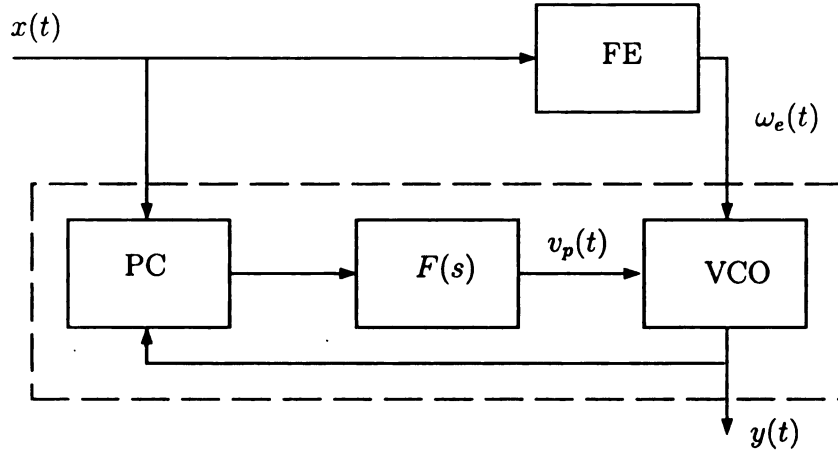 x(t)
FE
ω_e(t)
PC
F(s)
v_p(t)
VCO
y(t)